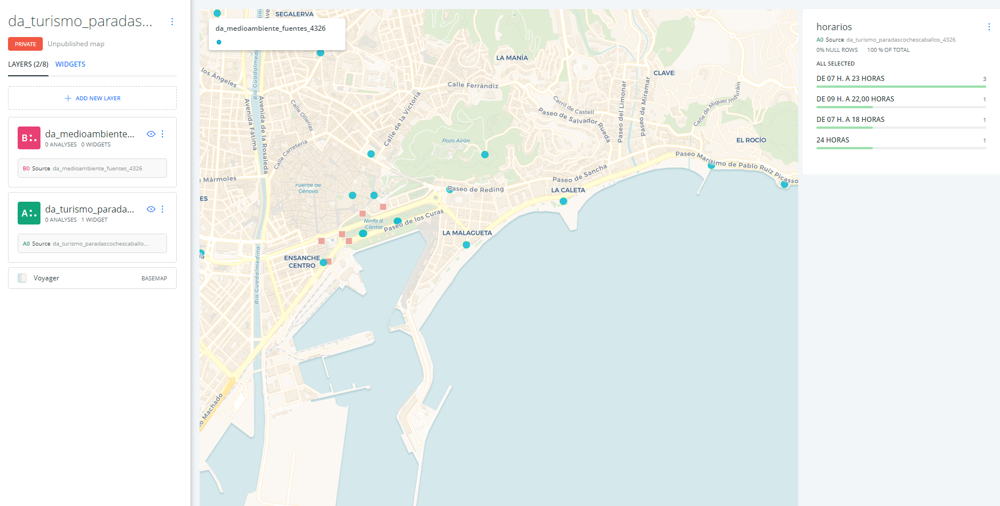 da_turismo_paradas...
PRIVATE Unpublished map
LAYERS (2/8) WIDGETS
ADD NEW LAYER
B da_medioambiente...
0 ANALYSES 0 WIDGETS
B0 Source da_medioambiente_fuentes_4326
A da_turismo_parada...
0 ANALYSES 1 WIDGET
A0 Source da_turismo_paradascochescaballo...
Voyager BASEMAP
da_medioambiente_fuentes_4326
SEGALERVA
LA MANÍA
CLAVE
los Ángeles
Río Guadalmedina
Calle Ferrándiz
Avenida de Fátima
Avenida de la Rosaleda
Calle Ollerías
Calle de la Victoria
Carril de Castell
Paseo de Salvador Rueda
Paseo del Limonar
Paseo de Miramar
Calle de Miguel Induráin
Calle Carretería
Pozo Airón
EL ROCÍO
Paseo Marítimo de Pablo Ruíz Picasso
e Mármoles
Fuente de
Génova
Paseo de Sancha
Paseo de Reding
LA CALETA
ES
Paseo de los Curas
Ninfa d
Cántar
LA MALAGUETA
ENSANCHE
CENTRO
Río Guadalmedina
io Machado
horarios
A0 Source da_turismo_paradascochescaballos_4326
0% NULL ROWS 100 % OF TOTAL
ALL SELECTED
DE 07 H. A 23 HORAS 3
DE 09 H. A 22,00 HORAS 1
DE 07 H. A 18 HORAS 1
24 HORAS 1